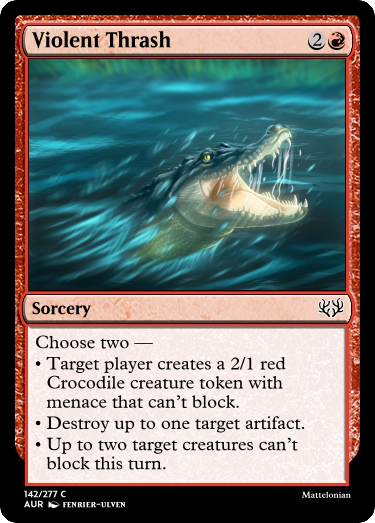 Violent Thrash 2
Sorcery
Choose two —
• Target player creates a 2/1 red
Crocodile creature token with
menace that can't block.
• Destroy up to one target artifact.
• Up to two target creatures can't
block this turn.
142/277 C
AUR FENRIER-ULVEN
Mattelonian